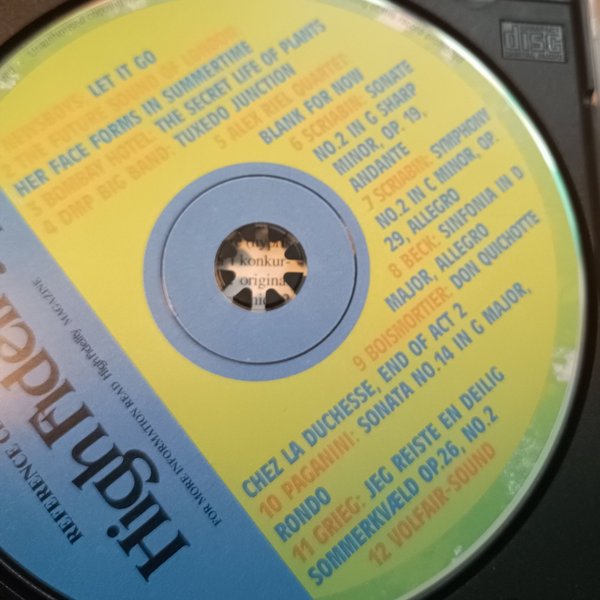 NEWSBOYS: LET IT GO
2 THE FUTURE SOUND OF LONDON:
HER FACE FORMS IN SUMMERTIME
3 BOMBAY HOTEL: THE SECRET LIFE OF PLANTS
4 DMP BIG BAND: TUXEDO JUNCTION
5 ALEX RIEL QUARTET:
BLANK FOR NOW
6 SCRIABIN: SONATE
NO.2 IN G SHARP
MINOR, OP. 19,
ANDANTE
7 SCRIABIN: SYMPHONY
NO.2 IN C MINOR, OP
29, ALLEGRO
8 BECK: SINFONIA IN D
MAJOR, ALLEGRO
9 BOISMORTIER: DON QUICHOTTE
CHEZ LA DUCHESSE, END OF ACT 2
10 PAGANINI: SONATA NO.14 IN G MAJOR,
RONDO
11 GRIEG: JEG REISTE EN DEILIG
SOMMERKVÆLD OP.26, NO.2
12 VOLFAIR-SOUND
REFERENCE
High Fidel
FOR MORE INFORMATION READ High Fidelity MAGAZINE
konkur-
origina
disc